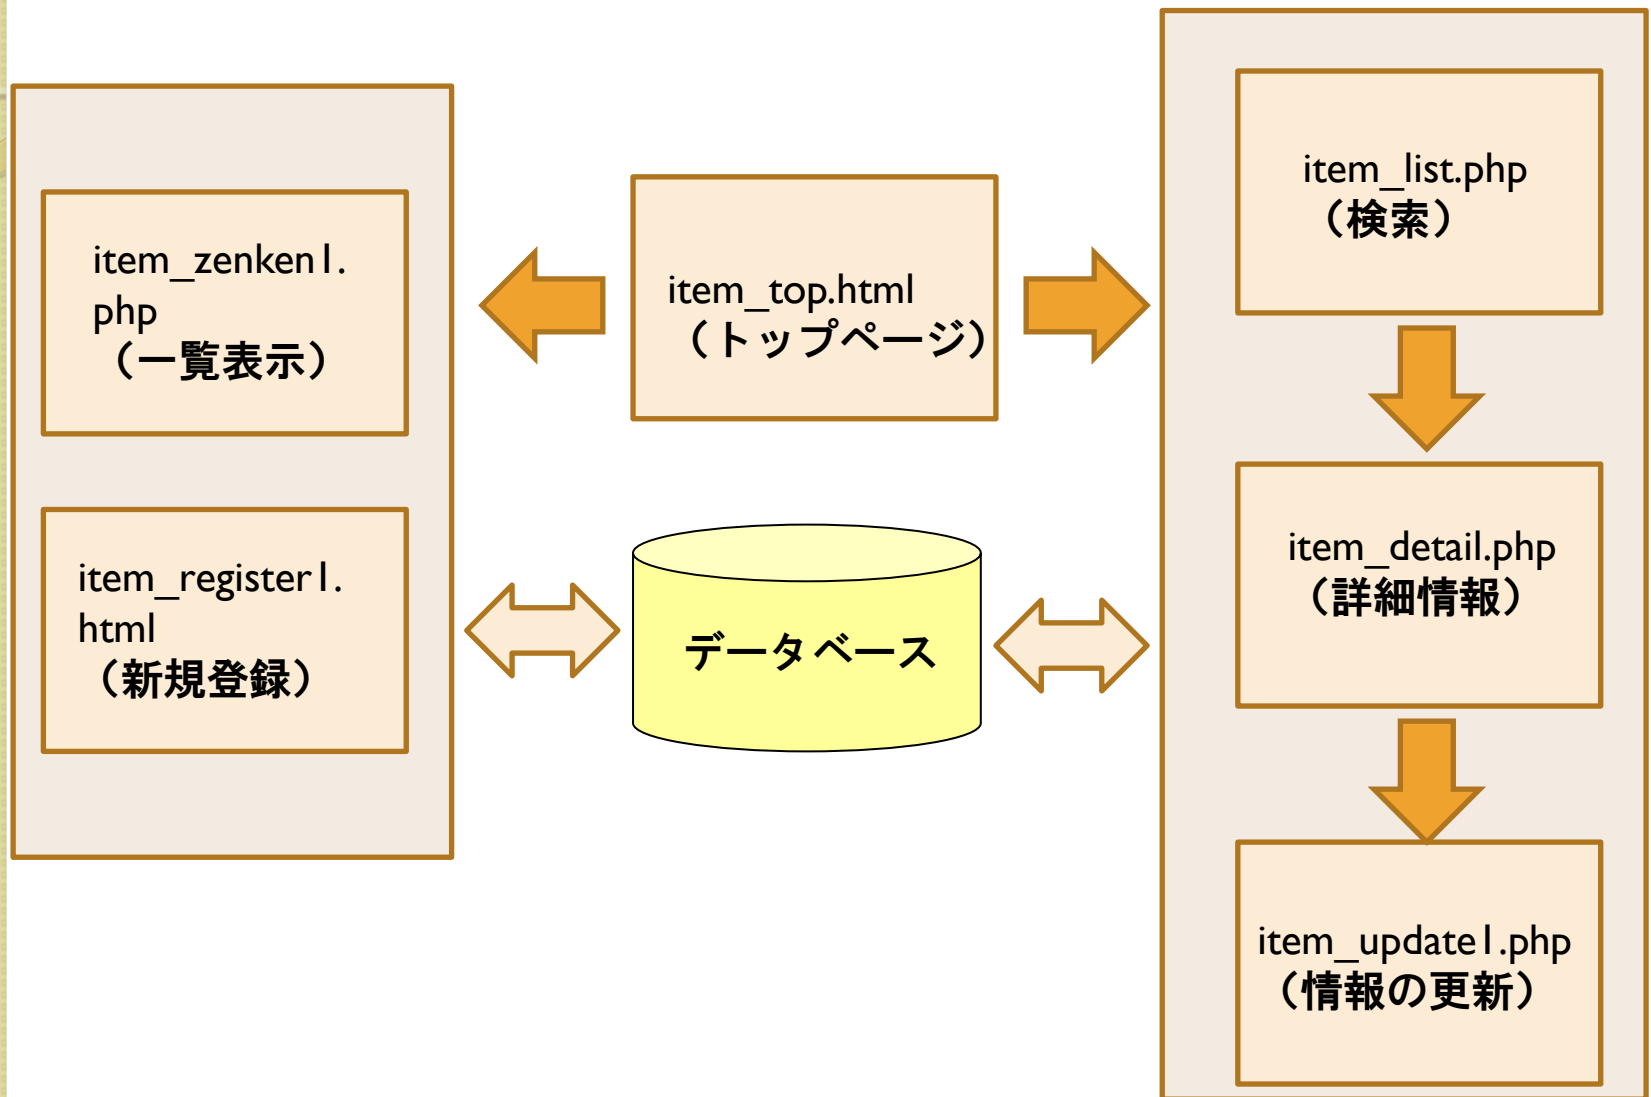 item_zenken1.
php
（一覧表示）
item_register1.
html
（新規登録）
item_top.html
（トップページ）
データベース
item_list.php
（検索）
item_detail.php
（詳細情報）
item_update1.php
（情報の更新）